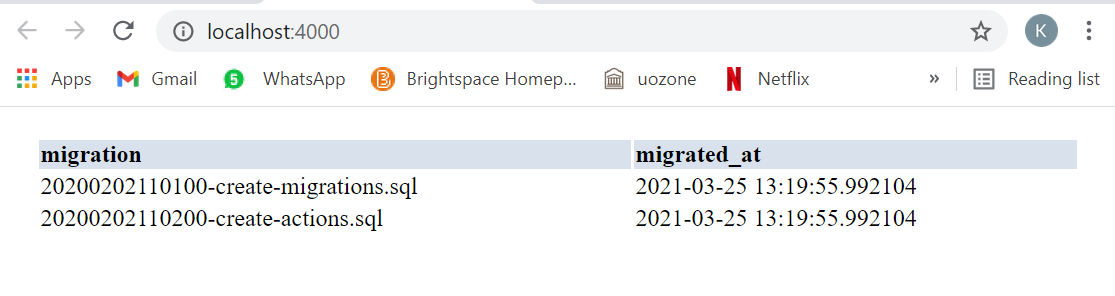 localhost:4000
K
Apps Gmail 5 WhatsApp B Brightspace Homep... uozone N Netflix » Reading list
migration migrated_at
20200202110100-create-migrations.sql 2021-03-25 13:19:55.992104
20200202110200-create-actions.sql 2021-03-25 13:19:55.992104